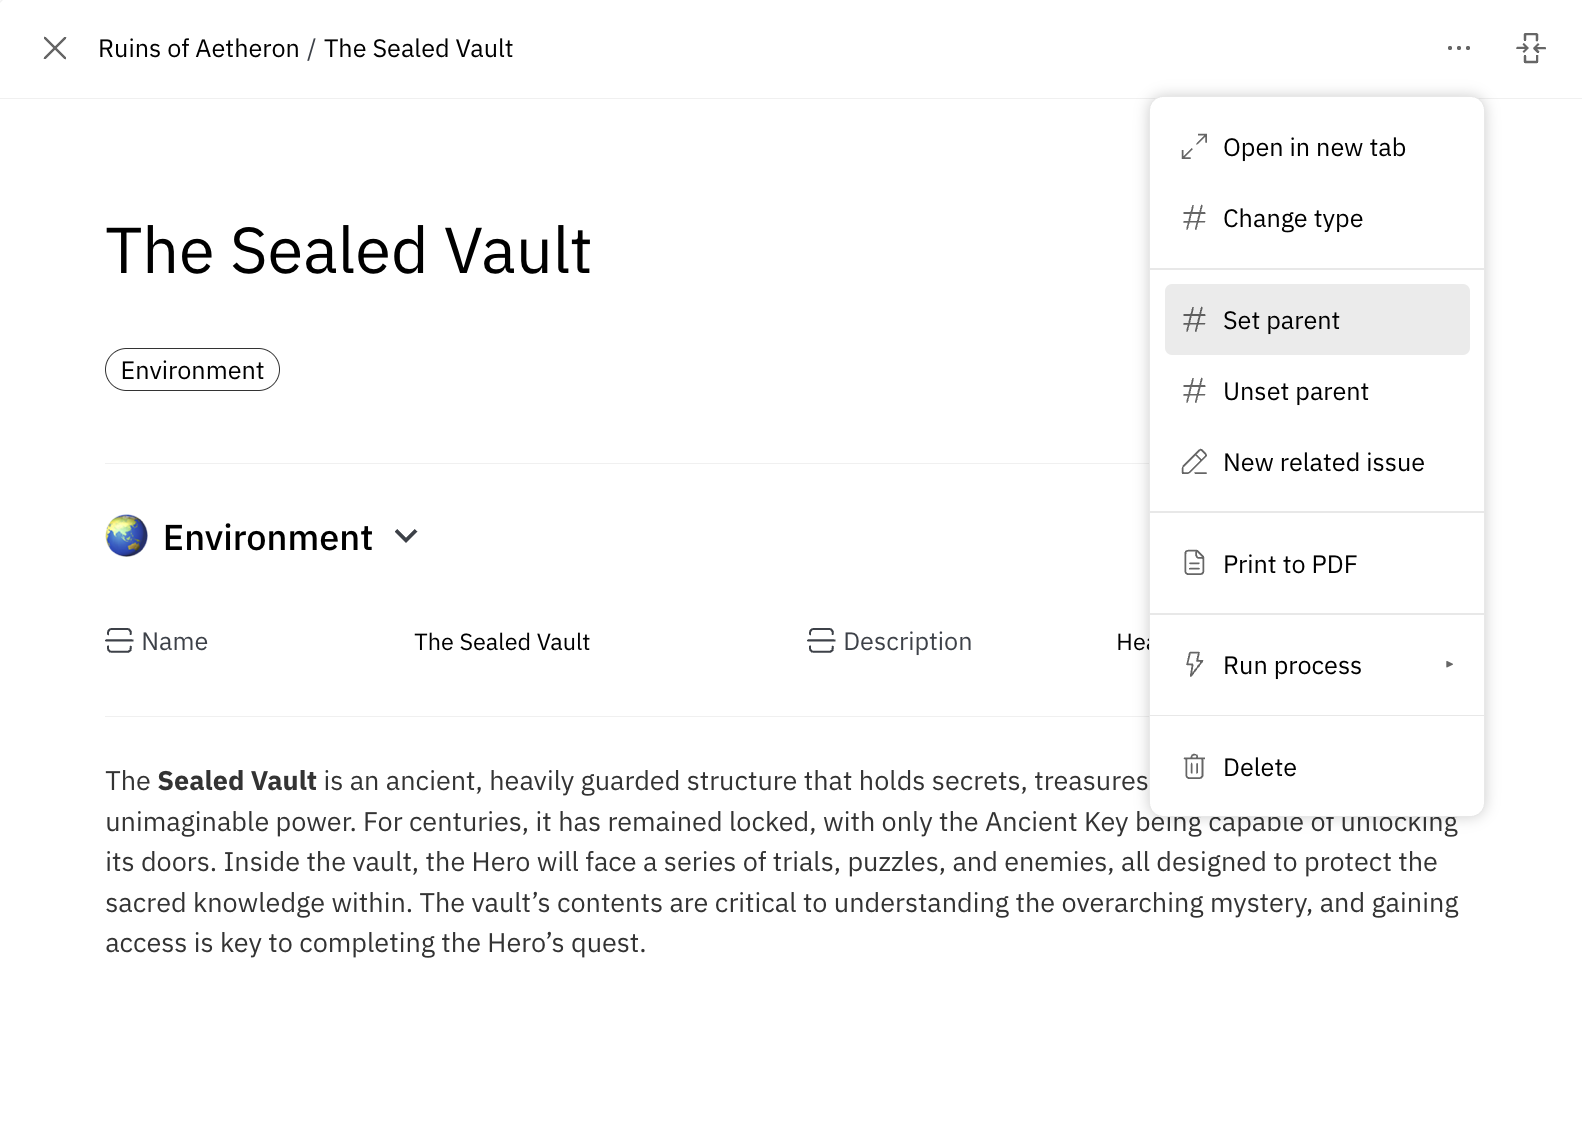 Ruins of Aetheron / The Sealed Vault
Open in new tab
Change type
Set parent
Unset parent
New related issue
Print to PDF
Run process
Delete
The Sealed Vault
Environment
Environment
Name
The Sealed Vault
Description
The Sealed Vault is an ancient, heavily guarded structure that holds secrets, treasures
unimaginable power. For centuries, it has remained locked, with only the Ancient Key being capable of unlocking
its doors. Inside the vault, the Hero will face a series of trials, puzzles, and enemies, all designed to protect the
sacred knowledge within. The vault’s contents are critical to understanding the overarching mystery, and gaining
access is key to completing the Hero’s quest.